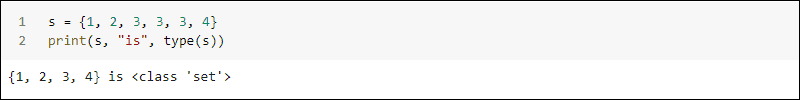 1 s = {1, 2, 3, 3, 3, 4}
2 print(s, "is", type(s))
{1, 2, 3, 4} is <class 'set'>